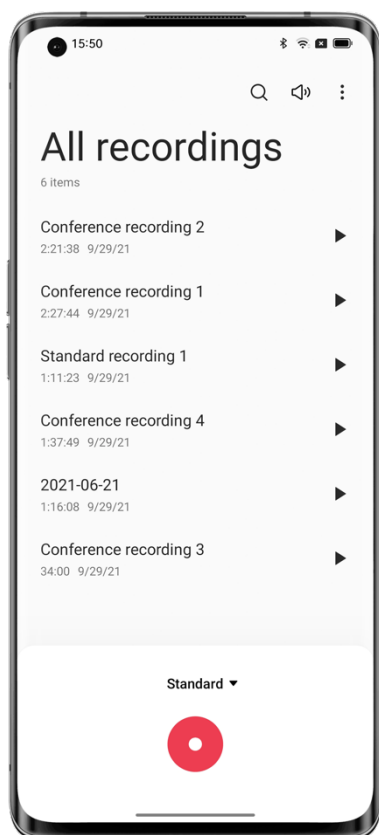 15:50
All recordings
6 items
Conference recording 2
2:21:38 9/29/21
Conference recording 1
2:27:44 9/29/21
Standard recording 1
1:11:23 9/29/21
Conference recording 4
1:37:49 9/29/21
2021-06-21
1:16:08 9/29/21
Conference recording 3
34:00 9/29/21
Standard